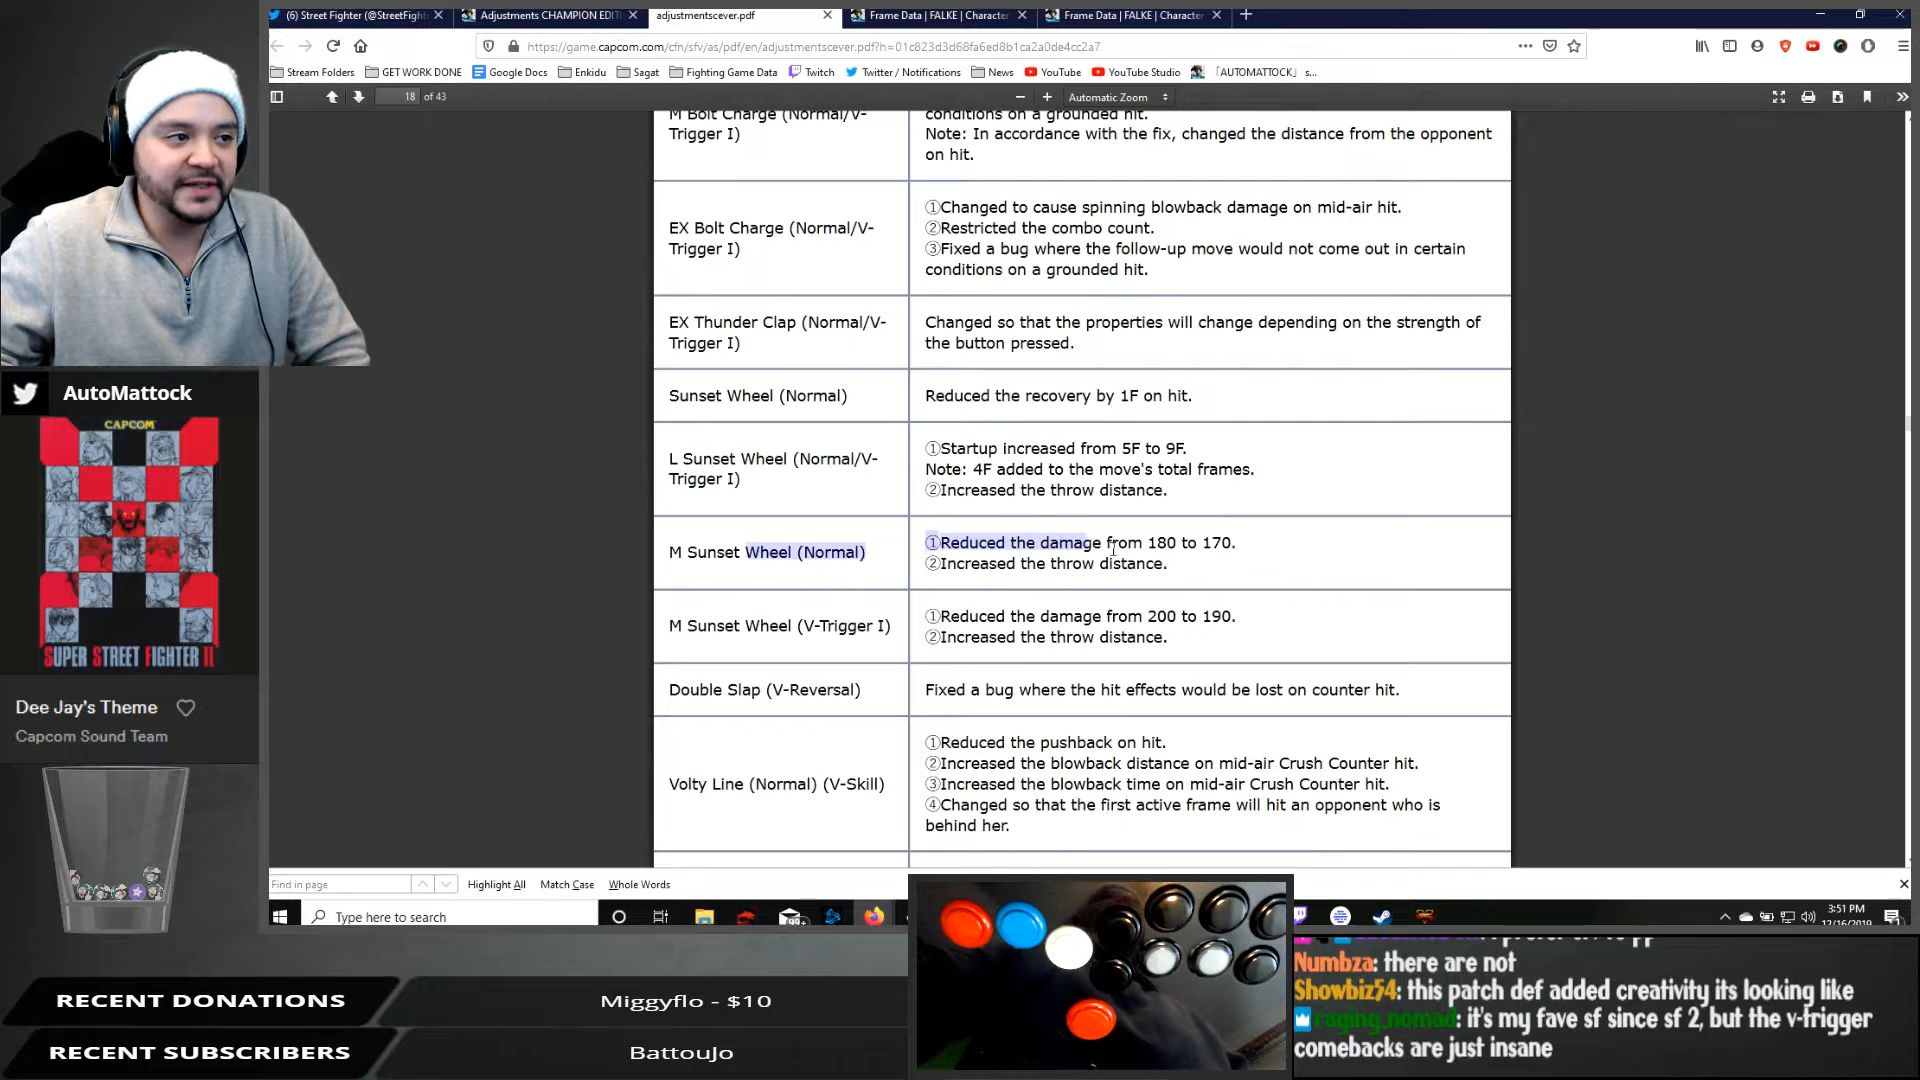 (6) Street Fighter (@StreetFight
Adjustments CHAMPION EDITI
adjustmentscever.pdf
Frame Data | FALKE | Character
Frame Data | FALKE | Character
https://game.capcom.com/cfn/sfv/as/pdf/en/adjustmentscever.pdf?h=01c823d3d68fa6ed8b1ca2a0de4cc2a7
Stream Folders
GET WORK DONE
Google Docs
Enkidu
Sagat
Fighting Game Data
Twitch
Twitter / Notifications
News
YouTube
YouTube Studio
「AUTOMATTOCK」 s...
18 of 43
Automatic Zoom
M Bolt Charge (Normal/V-
Trigger I)
conditions on a grounded hit.
Note: In accordance with the fix, changed the distance from the opponent
on hit.
EX Bolt Charge (Normal/V-
Trigger I)
①Changed to cause spinning blowback damage on mid-air hit.
②Restricted the combo count.
③Fixed a bug where the follow-up move would not come out in certain
conditions on a grounded hit.
EX Thunder Clap (Normal/V-
Trigger I)
Changed so that the properties will change depending on the strength of
the button pressed.
Sunset Wheel (Normal)
Reduced the recovery by 1F on hit.
L Sunset Wheel (Normal/V-
Trigger I)
①Startup increased from 5F to 9F.
Note: 4F added to the move's total frames.
②Increased the throw distance.
M Sunset Wheel (Normal)
①Reduced the damage from 180 to 170.
②Increased the throw distance.
M Sunset Wheel (V-Trigger I)
①Reduced the damage from 200 to 190.
②Increased the throw distance.
Double Slap (V-Reversal)
Fixed a bug where the hit effects would be lost on counter hit.
Volty Line (Normal) (V-Skill)
①Reduced the pushback on hit.
②Increased the blowback distance on mid-air Crush Counter hit.
③Increased the blowback time on mid-air Crush Counter hit.
④Changed so that the first active frame will hit an opponent who is
behind her.
Find in page
Highlight All
Match Case
Whole Words
Type here to search
99+
3:51 PM
12/16/2019
AutoMattock
CAPCOM
SUPER STREET FIGHTER II
Dee Jay's Theme
Capcom Sound Team
RECENT DONATIONS
Miggyflo - $10
RECENT SUBSCRIBERS
BattouJo
Numbza: there are not
Showbiz54: this patch def added creativity its looking like
raging_nomad: it's my fave sf since sf 2, but the v-trigger
comebacks are just insane